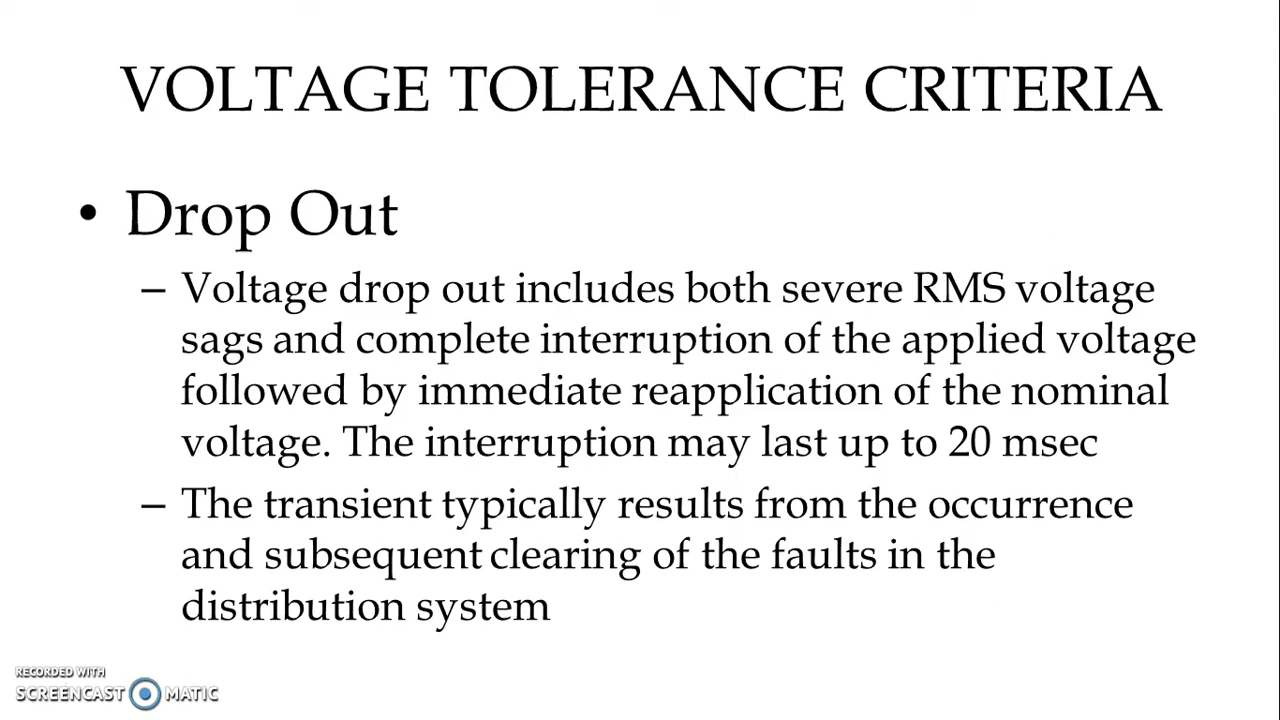 VOLTAGE TOLERANCE CRITERIA
• Drop Out
– Voltage drop out includes both severe RMS voltage
sags and complete interruption of the applied voltage
followed by immediate reapplication of the nominal
voltage. The interruption may last up to 20 msec
– The transient typically results from the occurrence
and subsequent clearing of the faults in the
distribution system
RECORDED WITH
SCREENCAST MATIC